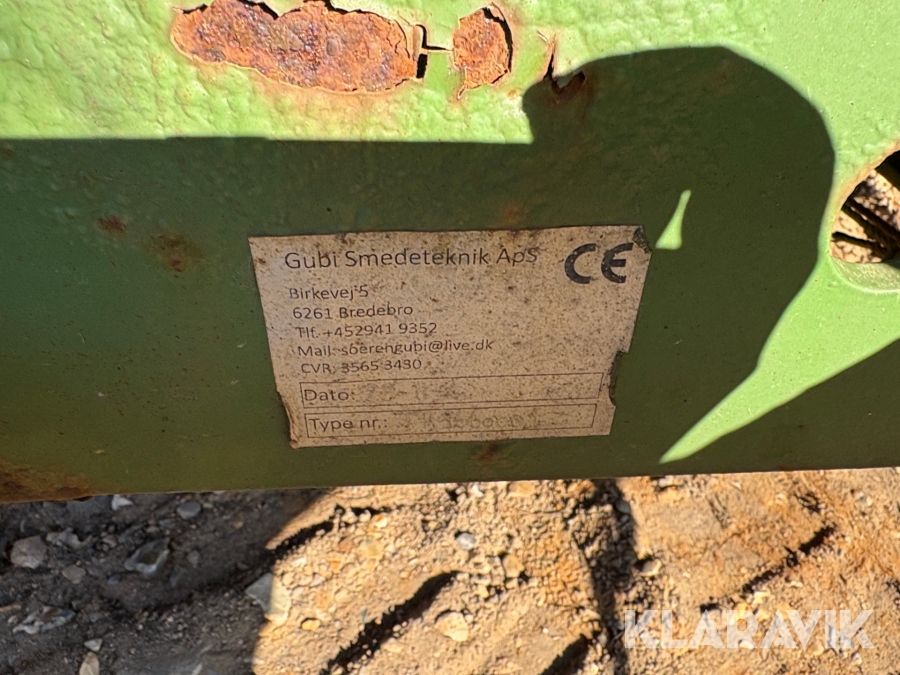 Gubi Smedeteknik ApS CE
Birkevej 5
6261 Bredebro
Tlf. +452941 9352
Mail: soerengubi@live.dk
CVR: 3565 3430
Dato:
Type nr.:
KLARAVIK